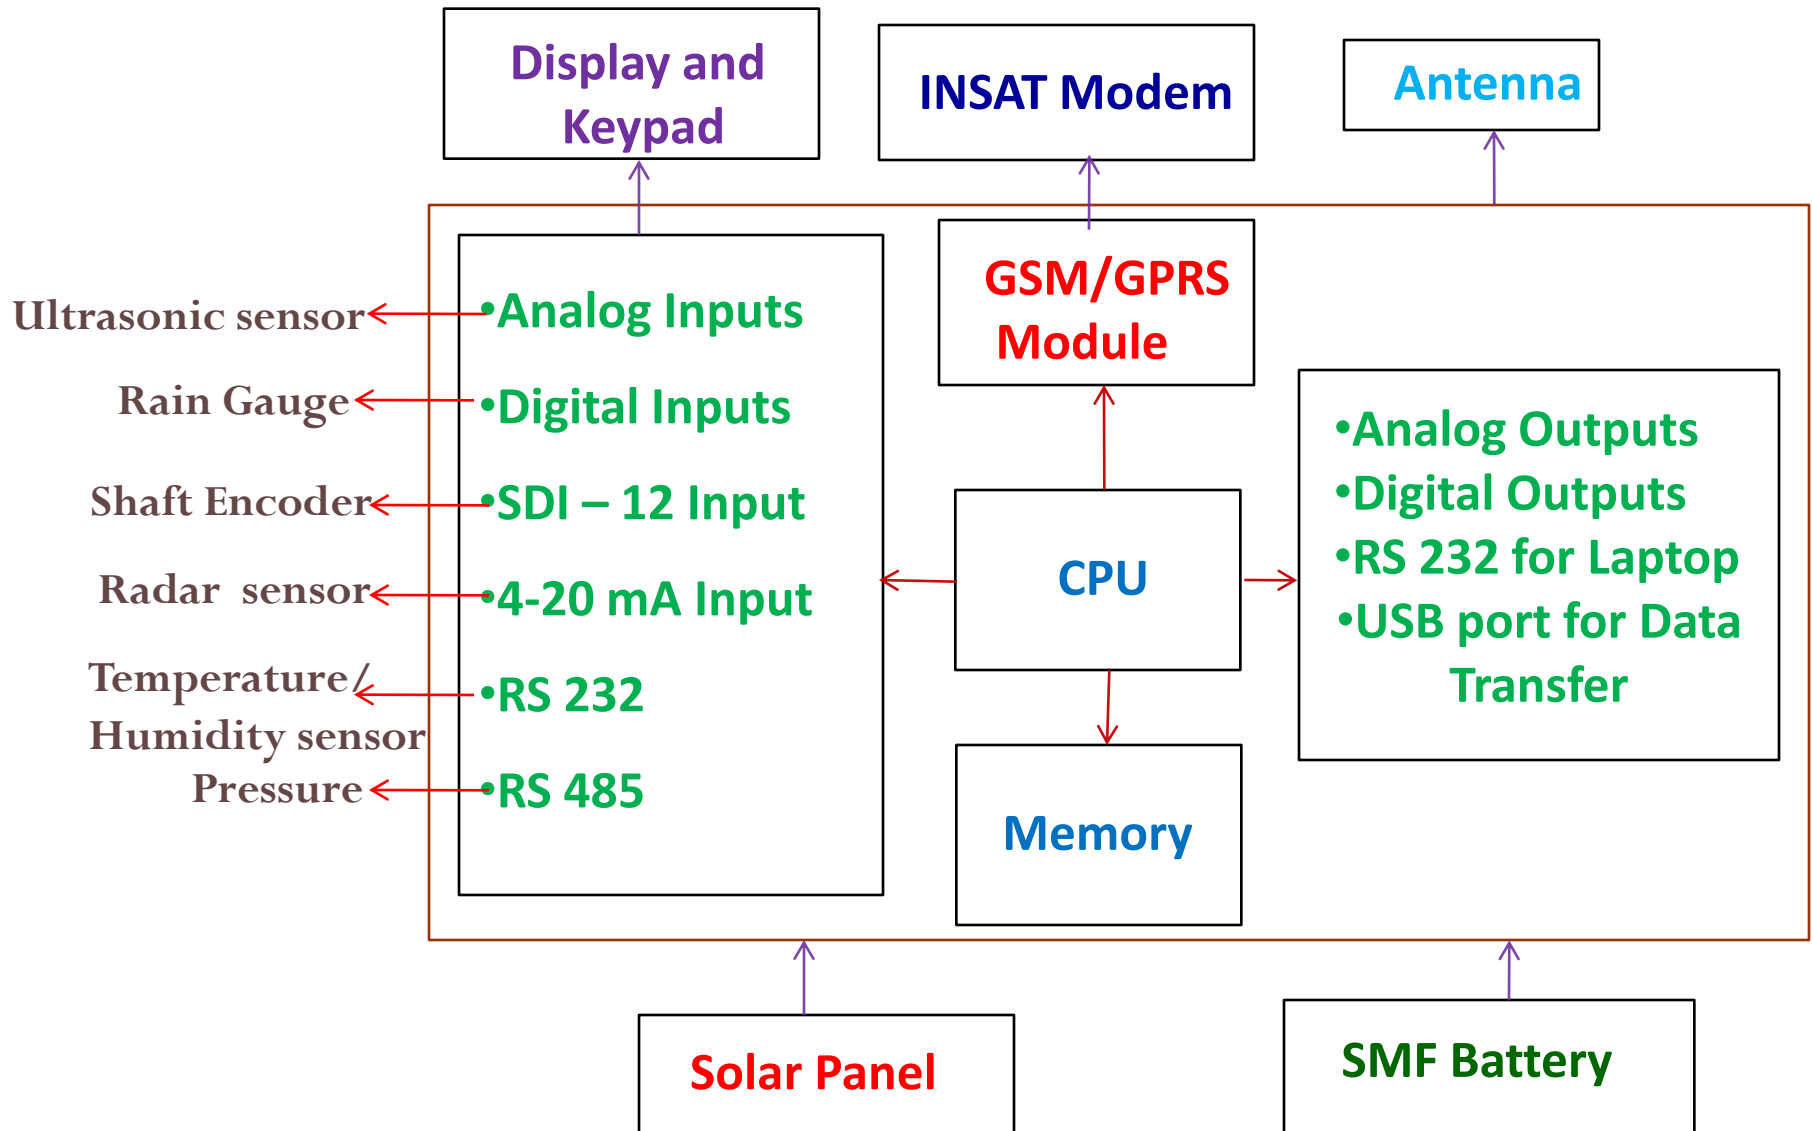 Display and
Keypad
INSAT Modem
Antenna
Ultrasonic sensor
Rain Gauge
Shaft Encoder
Radar  sensor
Temperature/
Humidity sensor
Pressure
•Analog Inputs
•Digital Inputs
•SDI – 12 Input
•4-20 mA Input
•RS 232
•RS 485
GSM/GPRS
Module
CPU
Memory
•Analog Outputs
•Digital Outputs
•RS 232 for Laptop
•USB port for Data
Transfer
Solar Panel
SMF Battery